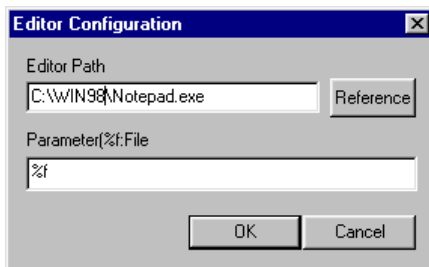 Editor Configuration
Editor Path
C:\WIN98\Notepad.exe
Reference
Parameter(%f:File
%f
OK
Cancel